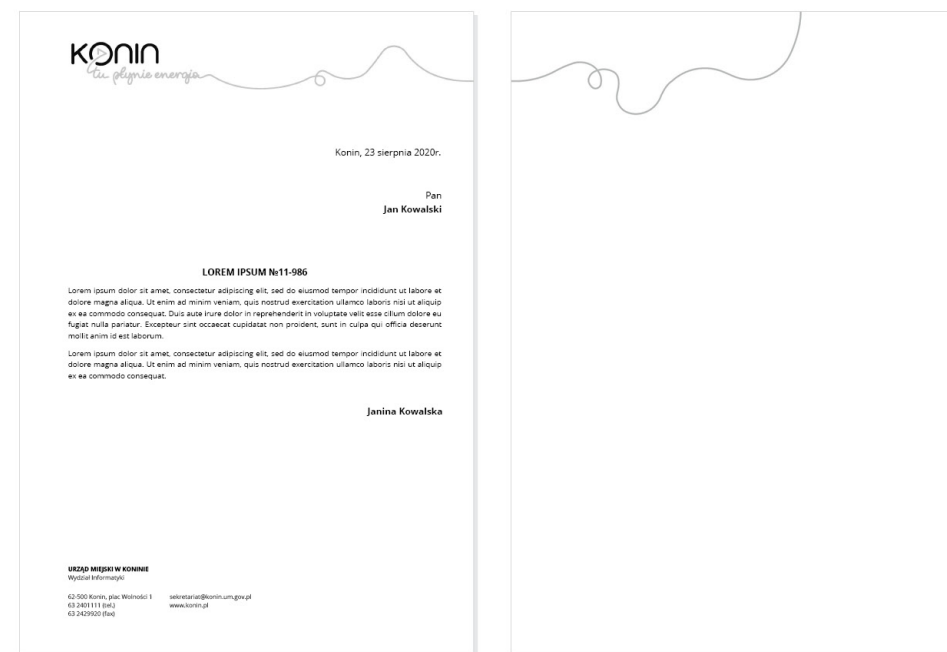 KONIN
tu płynie energia
Konin, 23 sierpnia 2020r.
Pan
Jan Kowalski
LOREM IPSUM №11-986
Lorem ipsum dolor sit amet, consectetur adipiscing elit, sed do eiusmod tempor incididunt ut labore et
dolore magna aliqua. Ut enim ad minim veniam, quis nostrud exercitation ullamco laboris nisi ut aliquip
ex ea commodo consequat. Duis aute irure dolor in reprehenderit in voluptate velit esse cillum dolore eu
fugiat nulla pariatur. Excepteur sint occaecat cupidatat non proident, sunt in culpa qui officia deserunt
mollit anim id est laborum.
Lorem ipsum dolor sit amet, consectetur adipiscing elit, sed do eiusmod tempor incididunt ut labore et
dolore magna aliqua. Ut enim ad minim veniam, quis nostrud exercitation ullamco laboris nisi ut aliquip
ex ea commodo consequat.
Janina Kowalska
URZĄD MIEJSKI W KONINIE
Wydział Informatyki
62-500 Konin, plac Wolności 1
63 2401111 (tel.)
63 2429920 (fax)
sekretariat@konin.um.gov.pl
www.konin.pl